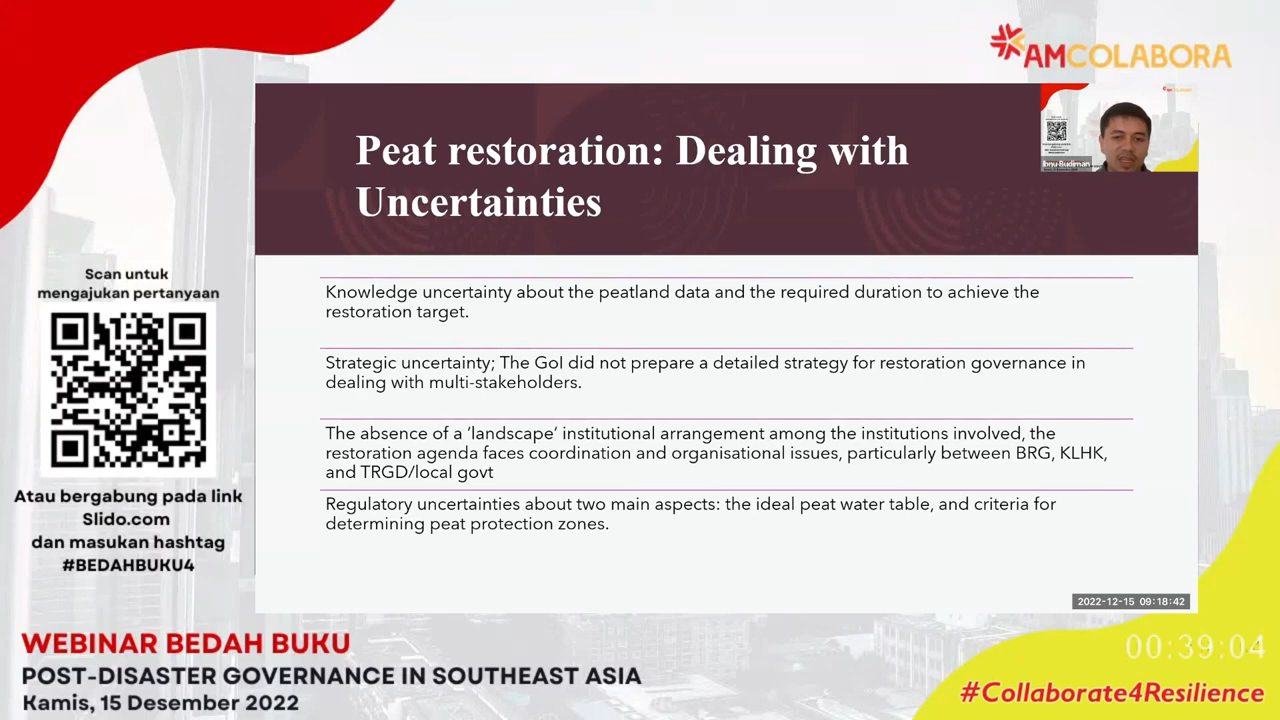 AMCOLABORA
Peat restoration: Dealing with
Uncertainties
Ibnu Budiman
Knowledge uncertainty about the peatland data and the required duration to achieve the
restoration target.
Strategic uncertainty; The GoI did not prepare a detailed strategy for restoration governance in
dealing with multi-stakeholders.
The absence of a ‘landscape’ institutional arrangement among the institutions involved, the
restoration agenda faces coordination and organisational issues, particularly between BRG, KLHK,
and TRGD/local govt
Regulatory uncertainties about two main aspects: the ideal peat water table, and criteria for
determining peat protection zones.
2022-12-15 09:18:42
Scan untuk
mengajukan pertanyaan
Atau bergabung pada link
Slido.com
dan masukan hashtag
#BEDAHBUKU4
WEBINAR BEDAH BUKU
POST-DISASTER GOVERNANCE IN SOUTHEAST ASIA
Kamis, 15 Desember 2022
00:39:04
#Collaborate4Resilience